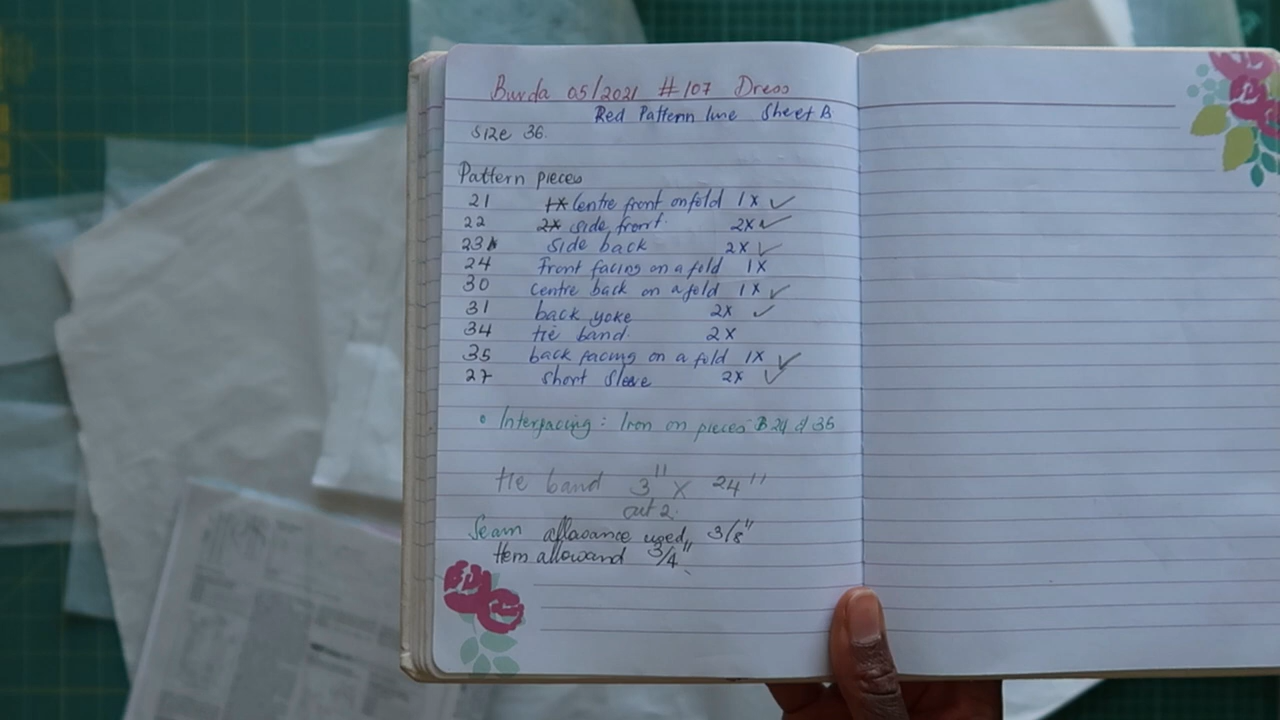 Burda 05/2021 #107 Dress
Red Pattern line Sheet B
Size 36.
Pattern pieces
21 1x Centre front onfold 1x ✓
22 2x side front 2x ✓
23 side back 2x ✓
24 front facing on a fold 1x
30 centre back on a fold 1x ✓
31 back yoke 2x ✓
34 tie band 2x
35 back facing on a fold 1x ✓
27 short sleve 2x ✓
• Interfacing: Iron on pieces B 24 & 35
tie band 3" x 24"
cut 2.
Seam allowance used, 3/8"
Hem allowand 3/4"